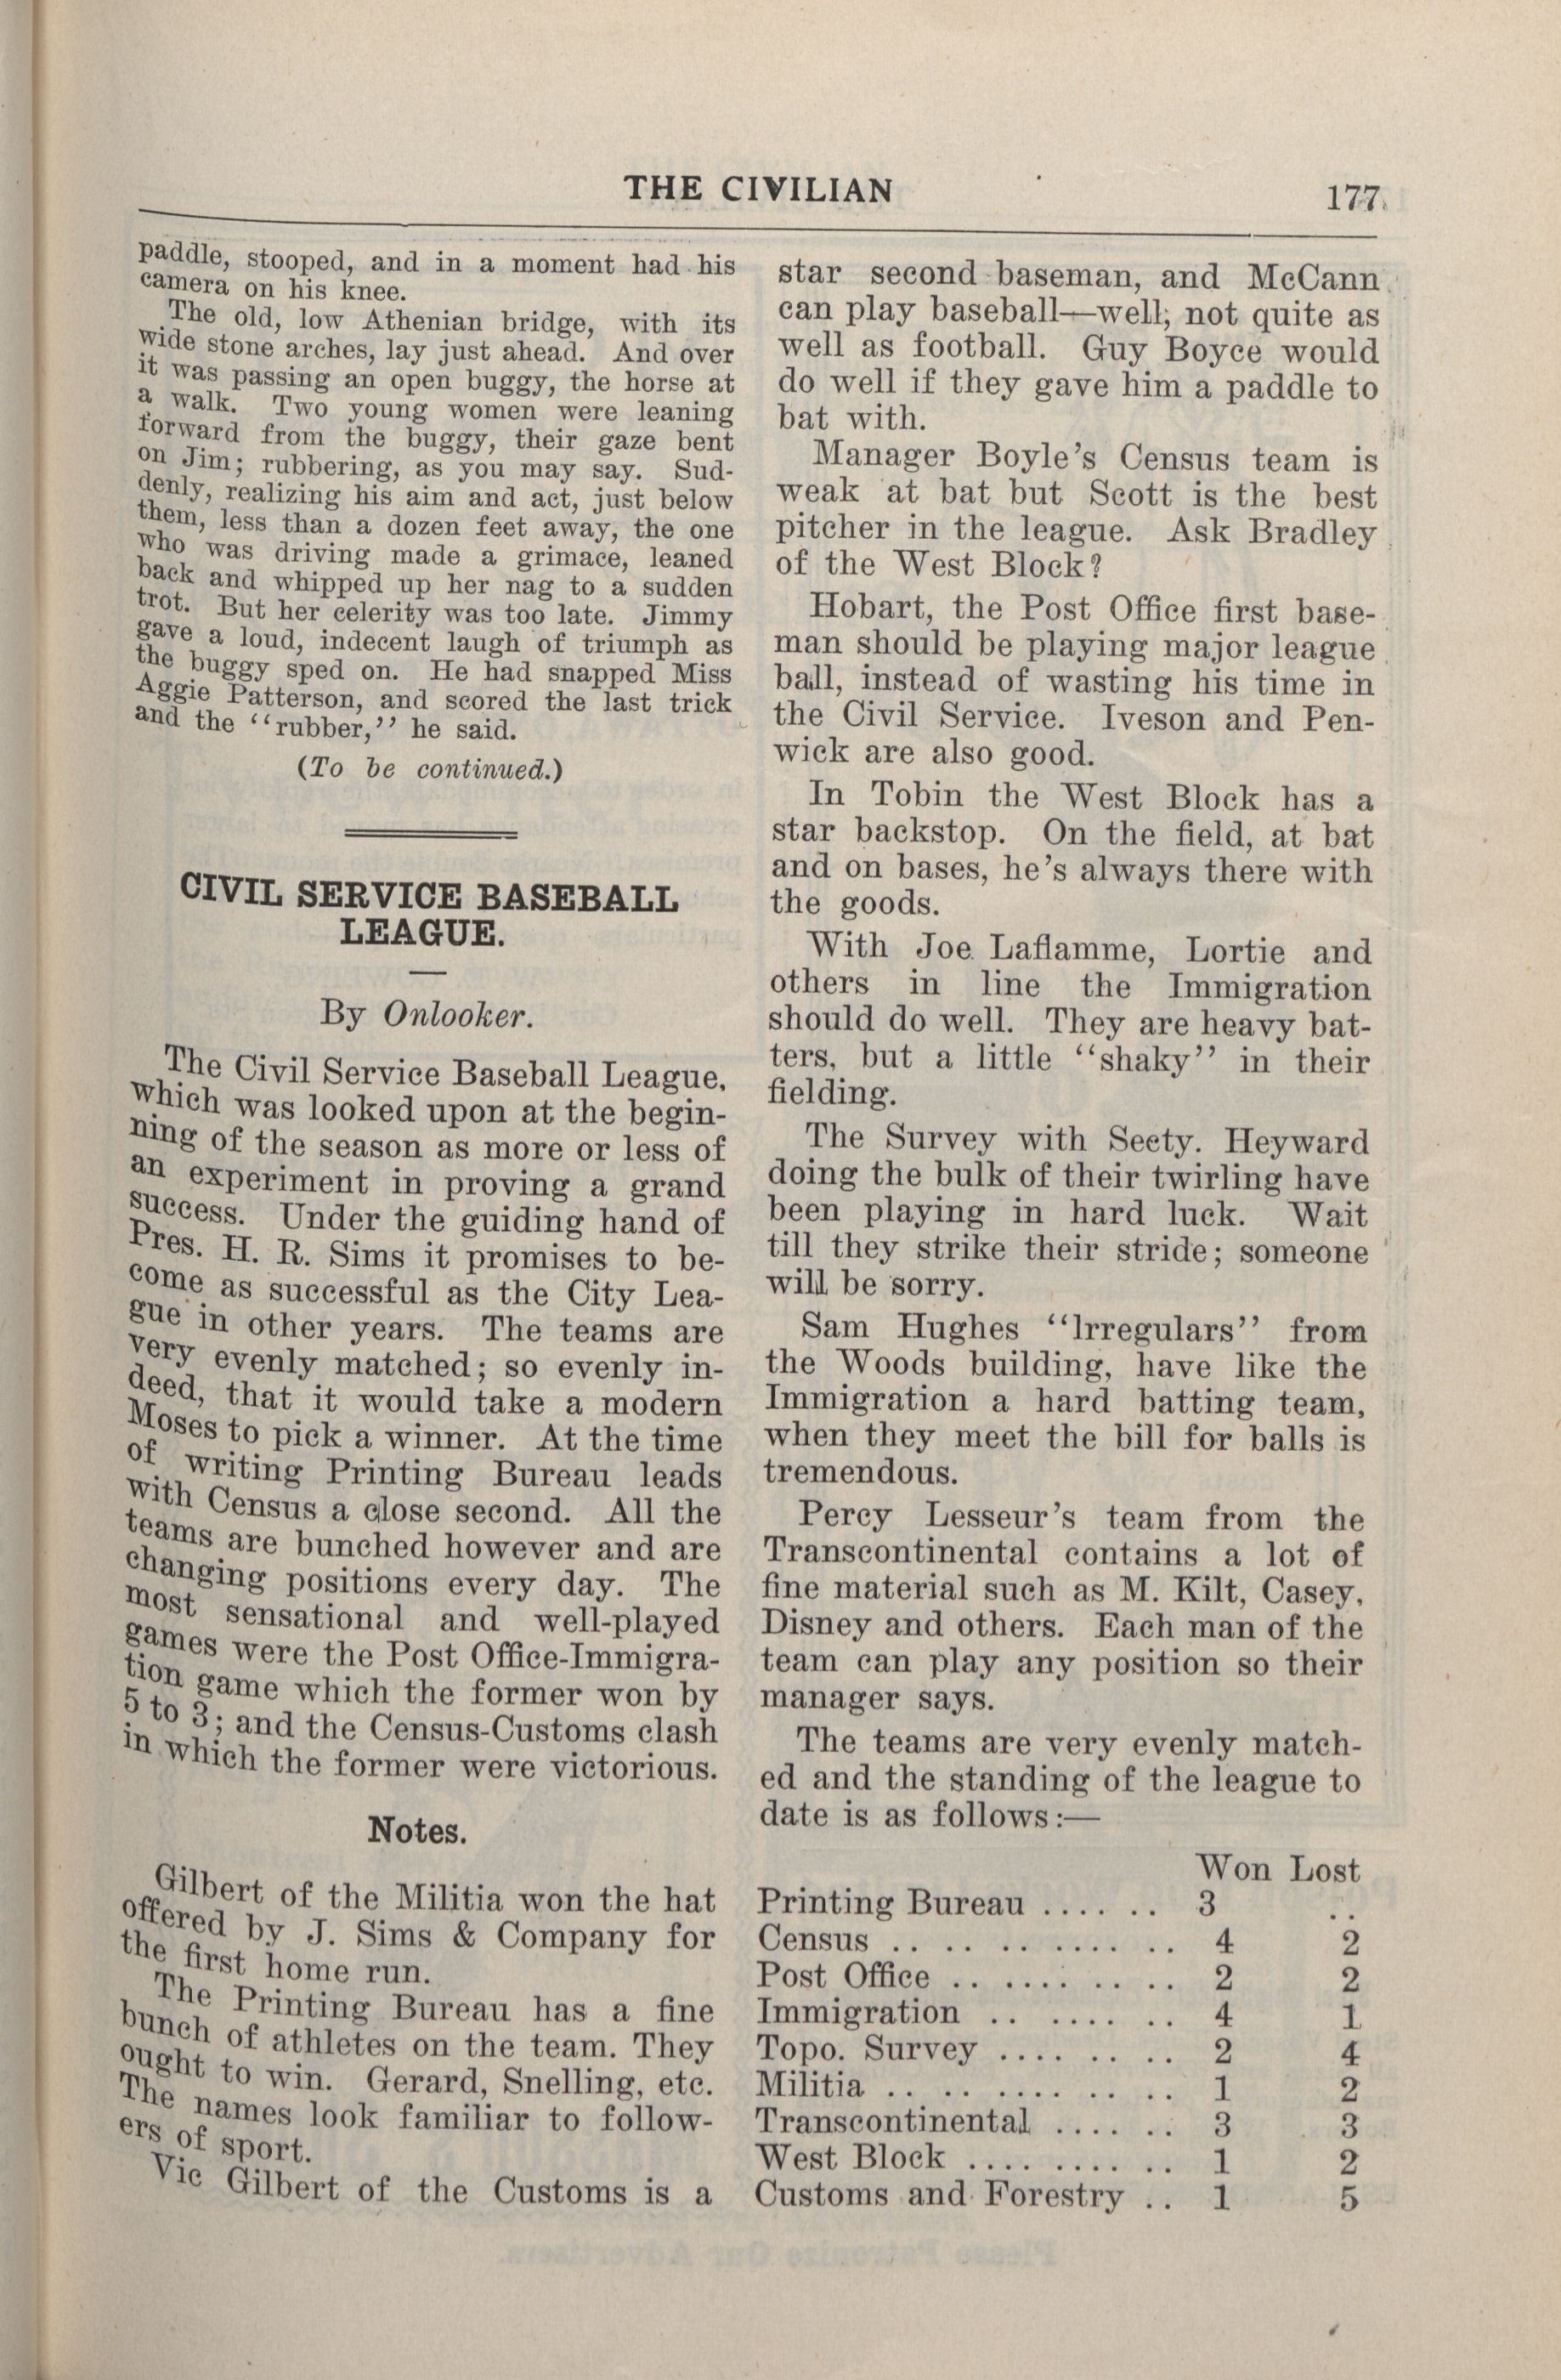 THE CIVILIAN
177
paddle, stooped, and in a moment had his
camera on his knee.
The old, low Athenian bridge, with its
wide stone arches, lay just ahead. And over
it was passing an open buggy, the horse at
a walk. Two young women were leaning
forward from the buggy, their gaze bent
on Jim; rubbering, as you may say. Sud-
denly, realizing his aim and act, just below
them, less than a dozen feet away, the one
who was driving made a grimace, leaned
back and whipped up her nag to a sudden
trot. But her celerity was too late. Jimmy
gave a loud, indecent laugh of triumph as
the buggy sped on. He had snapped Miss
Aggie Patterson, and scored the last trick
and the ‘‘rubber,’’ he said.
(To be continued.)
CIVIL SERVICE BASEBALL
LEAGUE.
By Onlooker.
The Civil Service Baseball League,
which was looked upon at the begin-
ning of the season as more or less of
an experiment in proving a grand
success. Under the guiding hand of
Pres. H. R. Sims it promises to be-
come as successful as the City Lea-
gue in other years. The teams are
very evenly matched; so evenly in-
deed, that it would take a modern
Moses to pick a winner. At the time
of writing Printing Bureau leads
with Census a close second. All the
teams are bunched however and are
changing positions every day. The
most sensational and well-played
games were the Post Office-Immigra-
tion game which the former won by
5 to 3; and the Census-Customs clash
in which the former were victorious.
Notes.
Gilbert of the Militia won the hat
offered by J. Sims & Company for
the first home run.
The Printing Bureau has a fine
bunch of athletes on the team. They
ought to win. Gerard, Snelling, etc.
The names look familiar to follow-
ers of sport.
Vic Gilbert of the Customs is a
star second baseman, and McCann
can play baseball—well; not quite as
well as football. Guy Boyce would
do well if they gave him a paddle to
bat with.
Manager Boyle's Census team is
weak at bat but Scott is the best
pitcher in the league. Ask Bradley
of the West Block?
Hobart, the Post Office first base-
man should be playing major league
ball, instead of wasting his time in
the Civil Service. Iveson and Pen-
wick are also good.
In Tobin the West Block has a
star backstop. On the field, at bat
and on bases, he's always there with
the goods.
With Joe Laflamme, Lortie and
others in line the Immigration
should do well. They are heavy bat-
ters, but a little ‘‘shaky’’ in their
fielding.
The Survey with Secty. Heyward
doing the bulk of their twirling have
been playing in hard luck. Wait
till they strike their stride; someone
will be sorry.
Sam Hughes ‘‘Irregulars’’ from
the Woods building, have like the
Immigration a hard batting team,
when they meet the bill for balls is
tremendous.
Percy Lesseur's team from the
Transcontinental contains a lot of
fine material such as M. Kilt, Casey,
Disney and others. Each man of the
team can play any position so their
manager says.
The teams are very evenly match-
ed and the standing of the league to
date is as follows:—
Won Lost
Printing Bureau .... .. 3 ..
Census .. .. .. .... .. 4 2
Post Office .. .... .. .. 2 2
Immigration .. .... .. 4 1
Topo. Survey .... .. .. 2 4
Militia .. .. .... .. .. 1 2
Transcontinental .... .. 3 3
West Block .... .... .. 1 2
Customs and Forestry .. 1 5